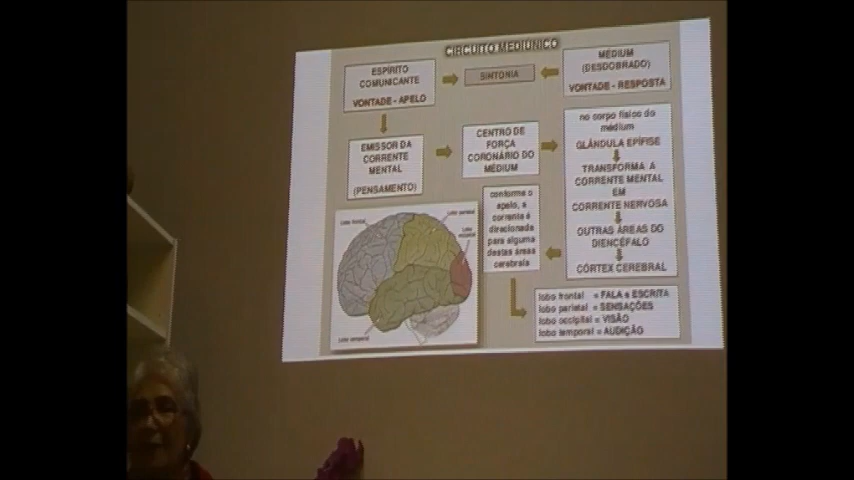 CIRCUITO MEDIÚNICO
ESPÍRITO
COMUNICANTE
VONTADE - APELO
SINTONIA
MÉDIUM
(DESDOBRADO)
VONTADE - RESPOSTA
EMISSOR DA
CORRENTE
MENTAL
(PENSAMENTO)
CENTRO DE
FORÇA
CORONÁRIO DO
MÉDIUM
no corpo físico do
médium
GLÂNDULA EPÍFISE
TRANSFORMA A
CORRENTE MENTAL
EM
CORRENTE NERVOSA
OUTRAS ÁREAS DO
DIENCÉFALO
CÓRTEX CEREBRAL
conforme o
apelo, a
corrente é
direcionada
para alguma
destas áreas
cerebrais
lobo frontal = FALA e ESCRITA
lobo parietal = SENSAÇÕES
lobo occipital = VISÃO
lobo temporal = AUDIÇÃO
Lobo frontal
Lobo parietal
Lobo
occipital
Lobo temporal